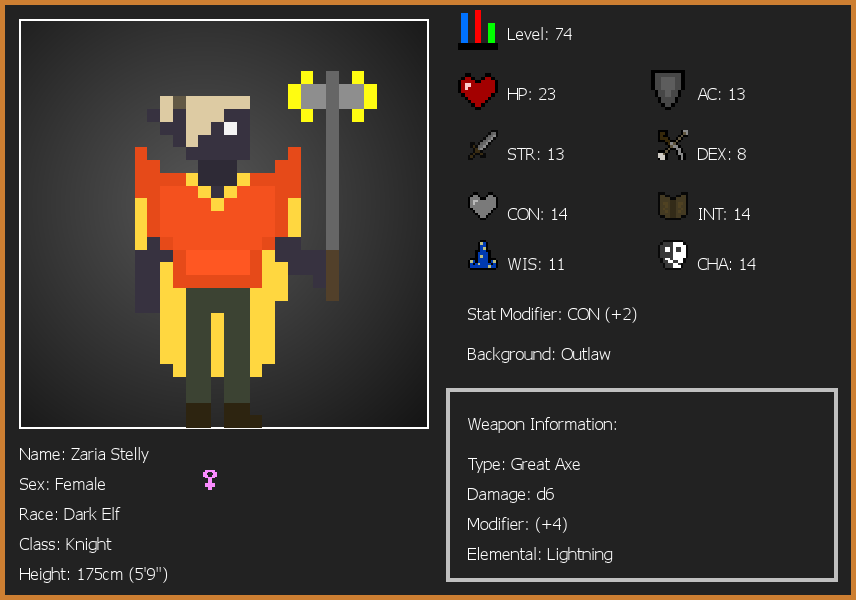 Level: 74
HP: 23
AC: 13
STR: 13
DEX: 8
CON: 14
INT: 14
WIS: 11
CHA: 14
Stat Modifier: CON (+2)
Background: Outlaw
Weapon Information:
Type: Great Axe
Damage: d6
Modifier: (+4)
Elemental: Lightning
Name: Zaria Stelly
Sex: Female
Race: Dark Elf
Class: Knight
Height: 175cm (5'9")